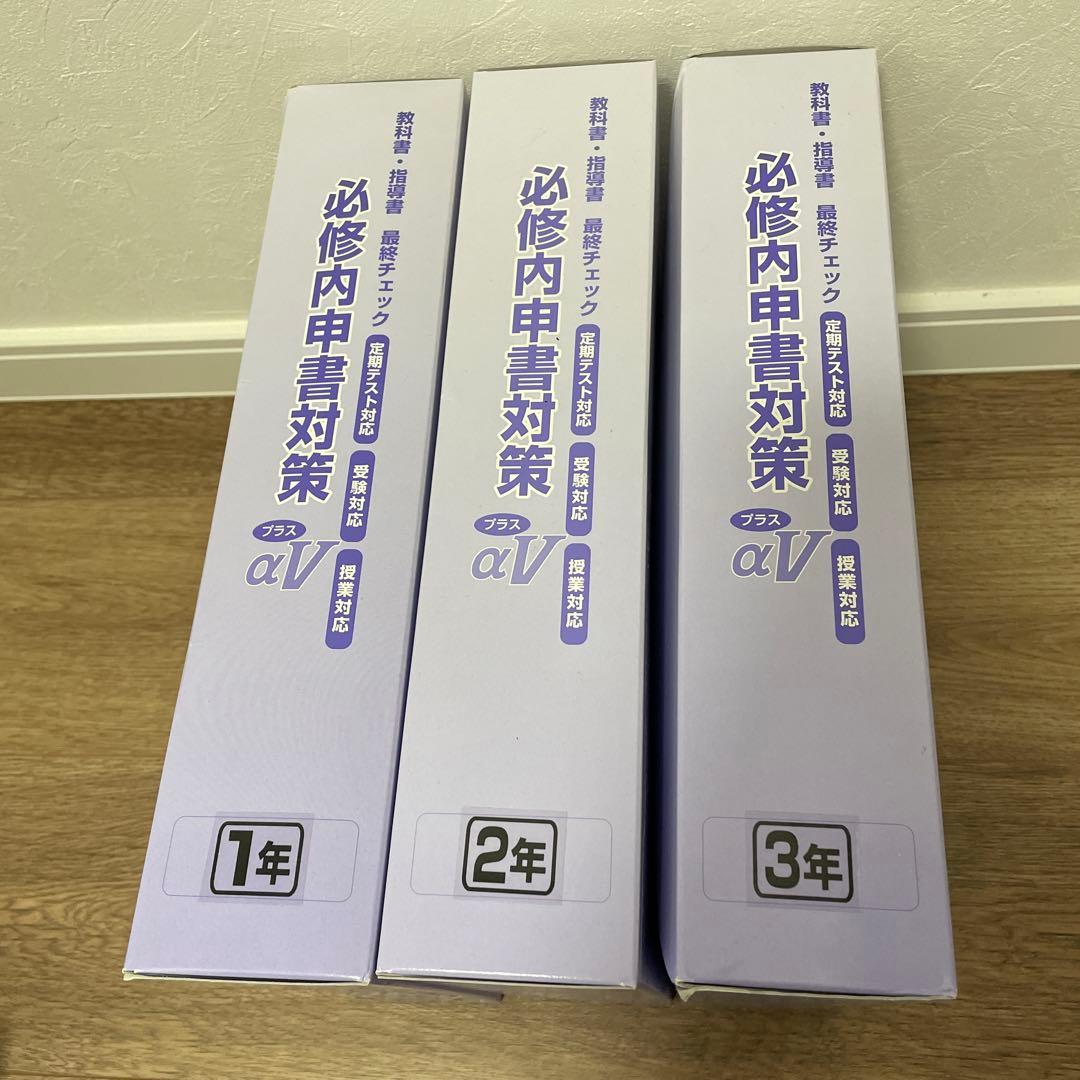 教科書・指導書 最終チェック
必修内申書対策
プラス
αV
定期テスト対応
受験対応
授業対応
1年
教科書・指導書 最終チェック
必修内申書対策
プラス
αV
定期テスト対応
受験対応
授業対応
2年
教科書・指導書 最終チェック
必修内申書対策
プラス
αV
定期テスト対応
受験対応
授業対応
3年